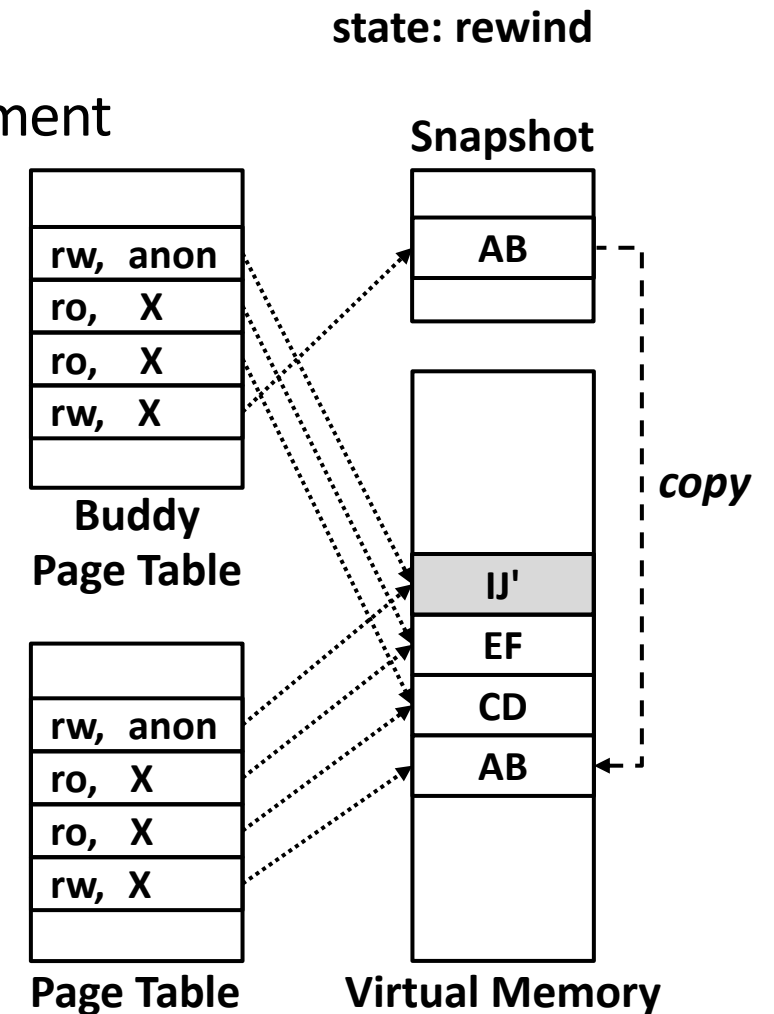 state: rewind
ment
Snapshot
AB
rw, anon
ro, X
ro, X
rw, X
Buddy
Page Table
copy
IJ'
EF
CD
AB
rw, anon
ro, X
ro, X
rw, X
Page Table
Virtual Memory